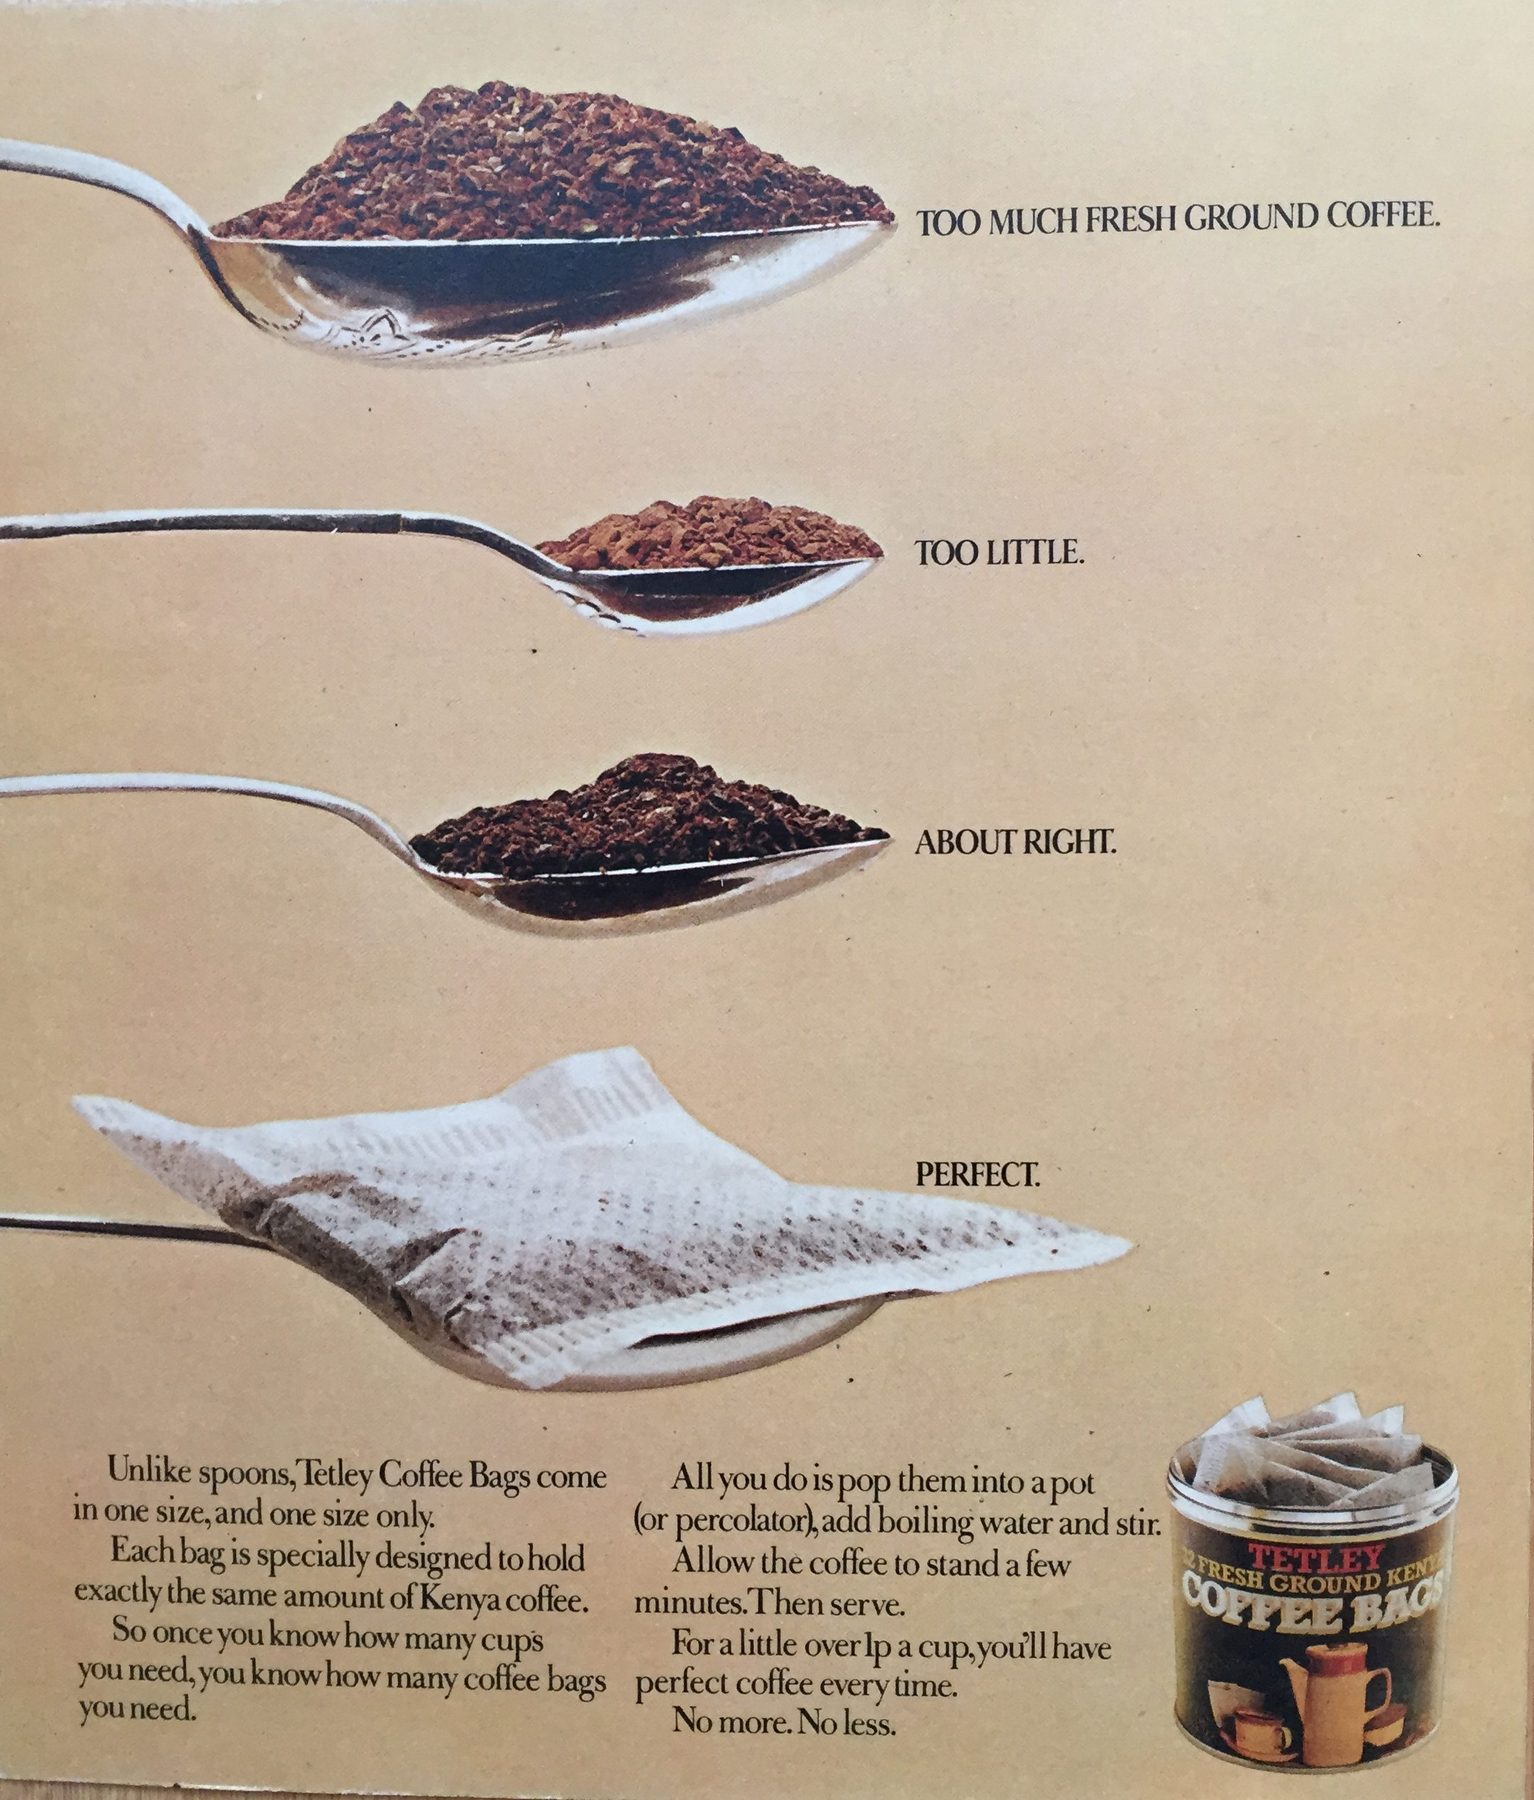 TOO MUCH FRESH GROUND COFFEE.
TOO LITTLE.
ABOUT RIGHT.
PERFECT.
Unlike spoons, Tetley Coffee Bags come
in one size, and one size only.
Each bag is specially designed to hold
exactly the same amount of Kenya coffee.
So once you know how many cups
you need, you know how many coffee bags
you need.
All you do is pop them into a pot
(or percolator), add boiling water and stir.
Allow the coffee to stand a few
minutes. Then serve.
For a little over 1p a cup, you'll have
perfect coffee every time.
No more. No less.
TETLEY
FRESH GROUND
COFFEE BAGS